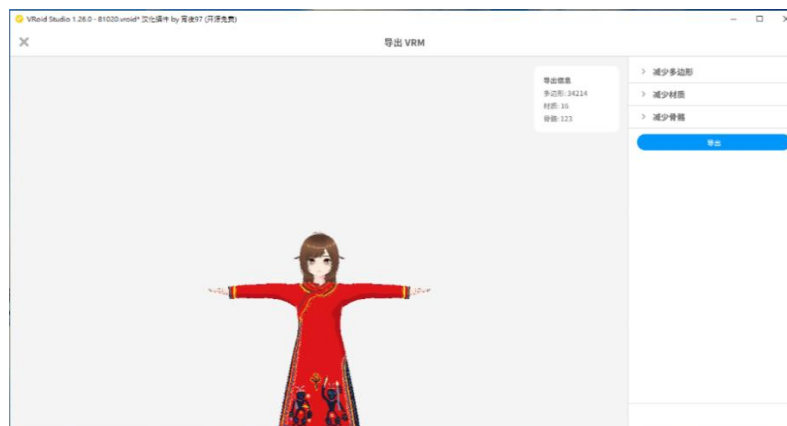 VRoid Studio 1.26.0 - 81020.vroid* 汉化插件 by 宵夜97 (开源免费)
导出 VRM
导出信息
多边形: 34214
材质: 16
骨骼: 123
减少多边形
减少材质
减少骨骼
导出